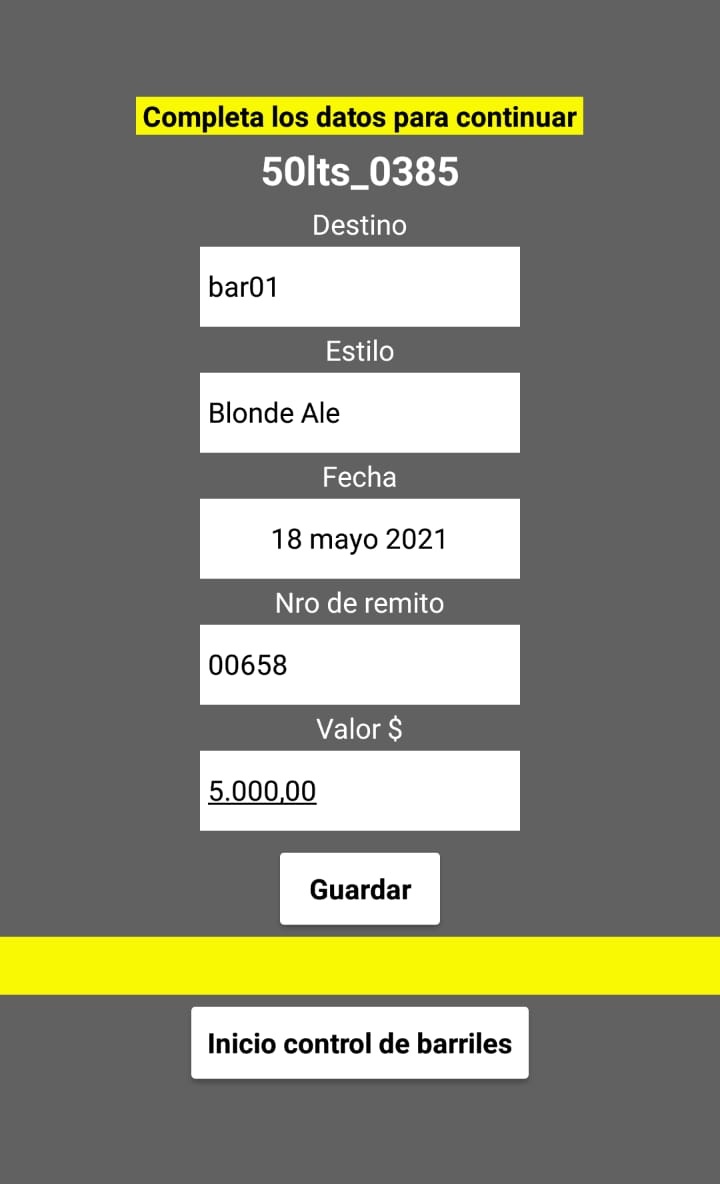 Completa los datos para continuar
50lts_0385
Destino
bar01
Estilo
Blonde Ale
Fecha
18 mayo 2021
Nro de remito
00658
Valor $
5.000,00
Guardar
Inicio control de barriles